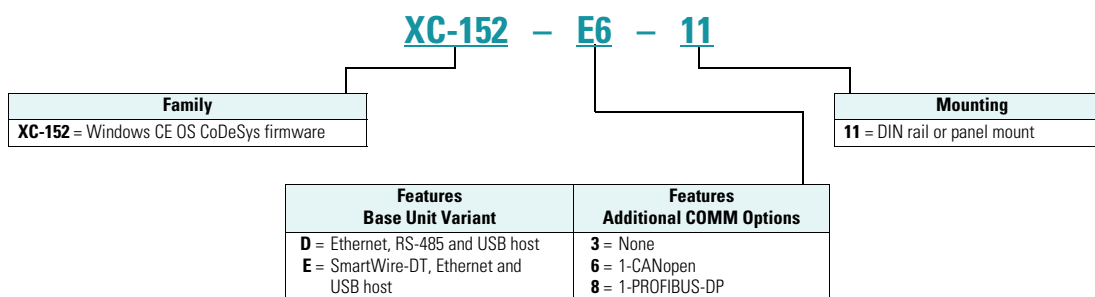 XC-152 – E6 – 11
Family
XC-152 = Windows CE OS CoDeSys firmware
Mounting
11 = DIN rail or panel mount
Features
Base Unit Variant
D = Ethernet, RS-485 and USB host
E = SmartWire-DT, Ethernet and
USB host
Features
Additional COMM Options
3 = None
6 = 1-CANopen
8 = 1-PROFIBUS-DP